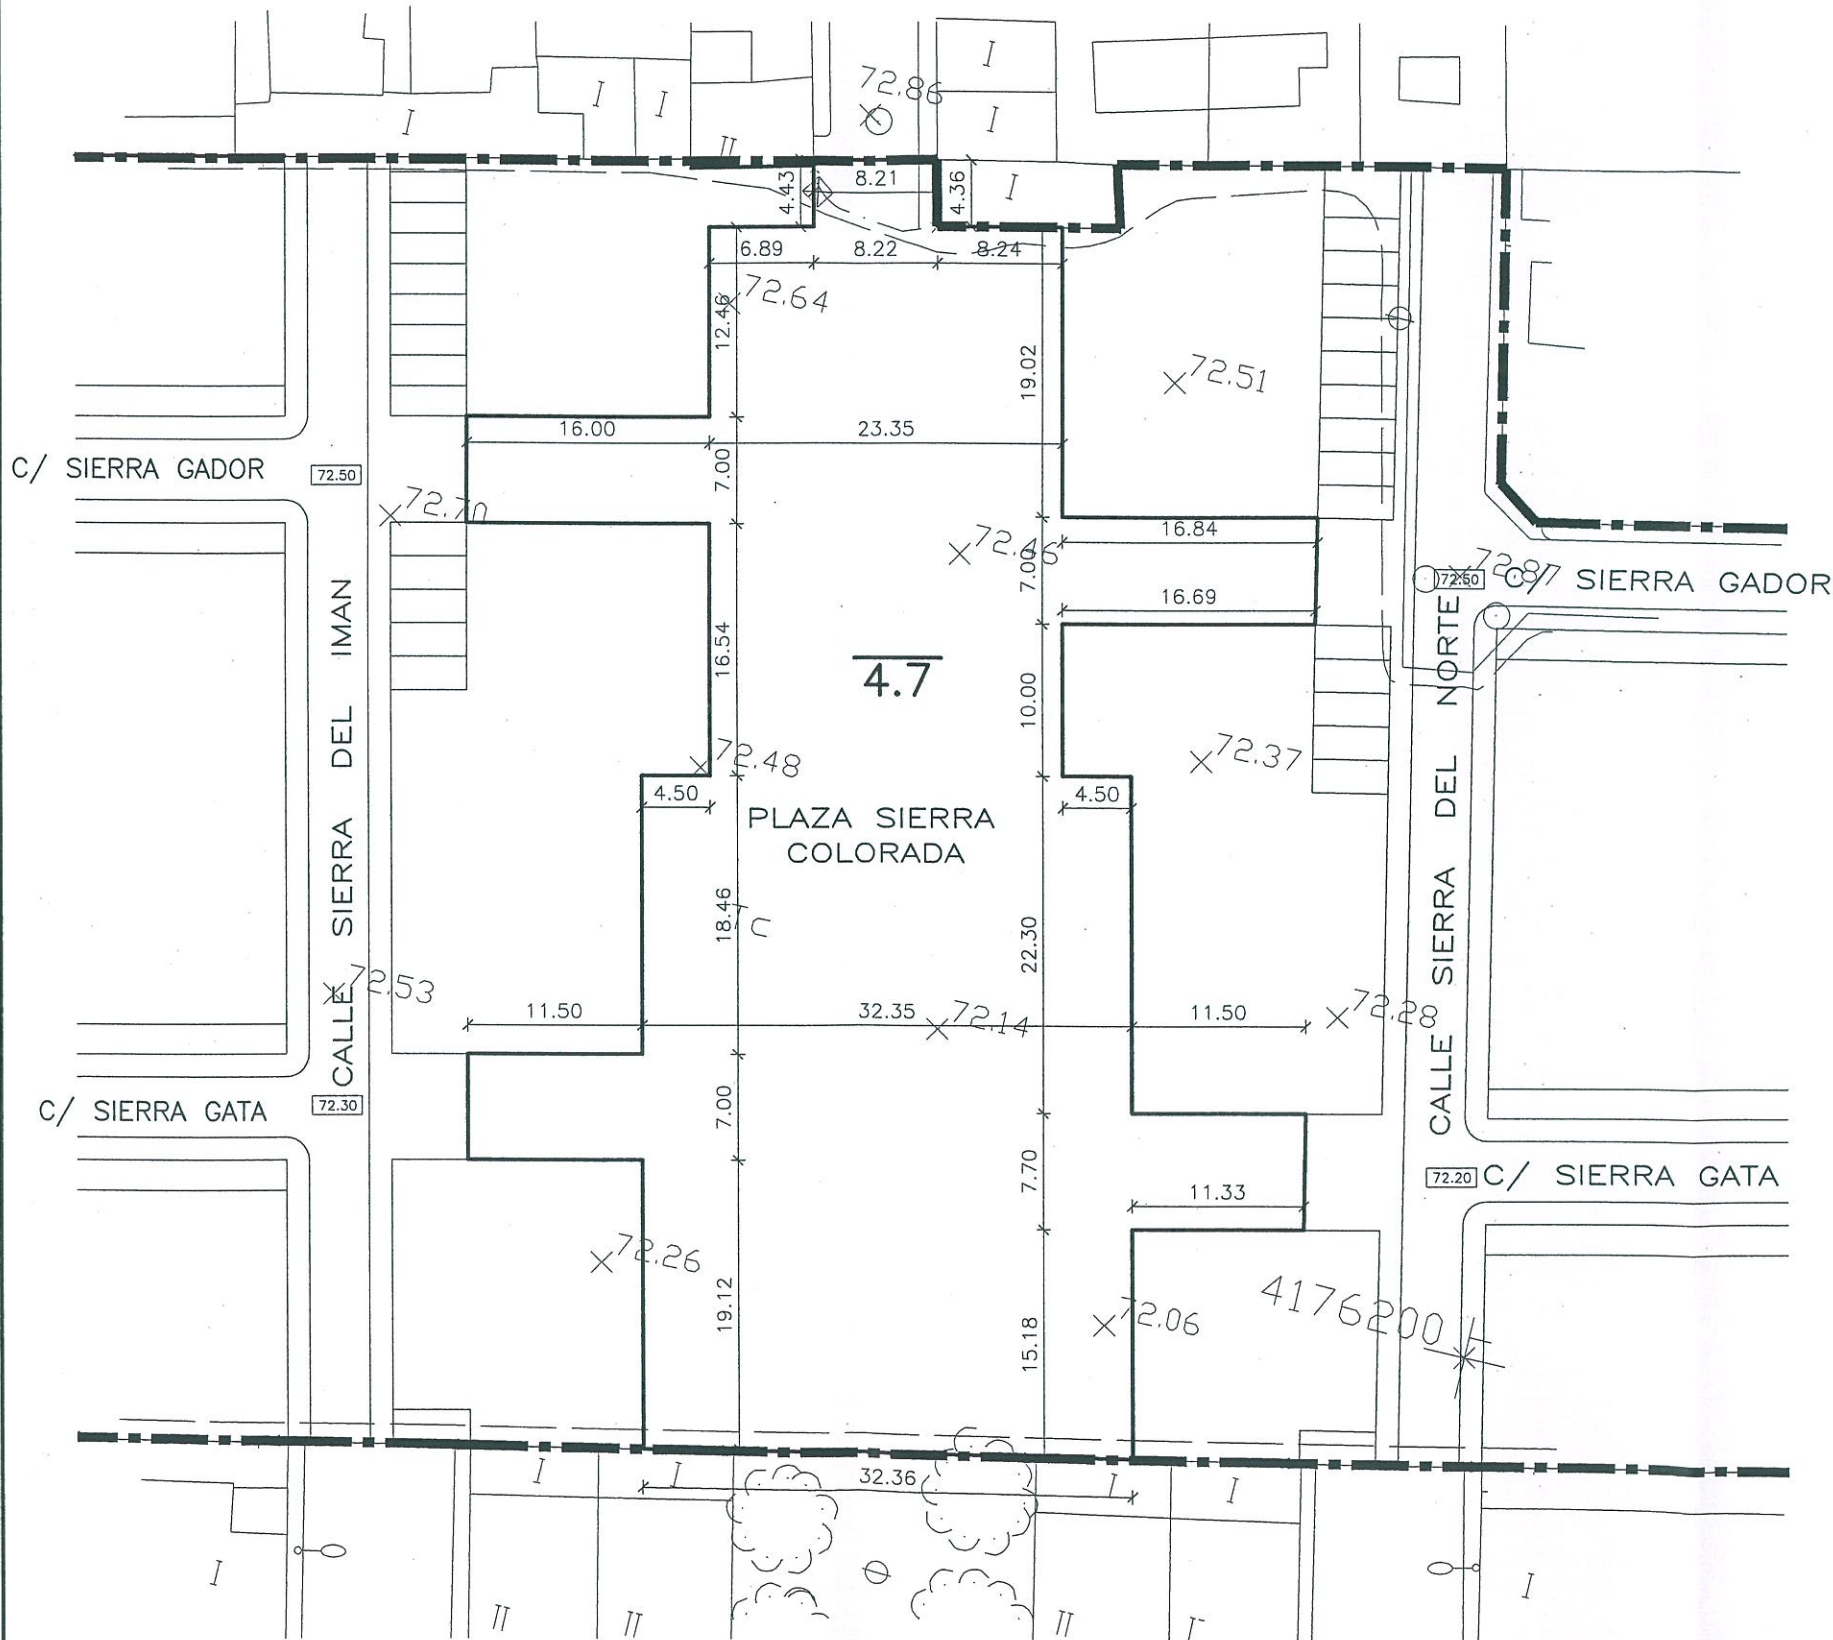 I
I
I
I
I
72.86
II
4.43
8.21
4.36
I
6.89
8.22
8.24
72.64
12.46
19.02
72.51
16.00
23.35
C/ SIERRA GADOR
72.50
7.00
72.70
16.84
72.46
7.00
16.69
72.50
72.87
C/ SIERRA GADOR
16.54
4.7
10.00
72.48
72.37
4.50
4.50
PLAZA SIERRA
COLORADA
CALLE SIERRA DEL IMAN
CALLE SIERRA DEL NORTE
18.46
22.30
72.53
11.50
32.35
72.14
11.50
72.28
C/ SIERRA GATA
72.30
7.00
7.70
11.33
72.20
C/ SIERRA GATA
72.26
19.12
15.18
72.06
4176200
I
I
32.36
I
I
I
II
II
II
I